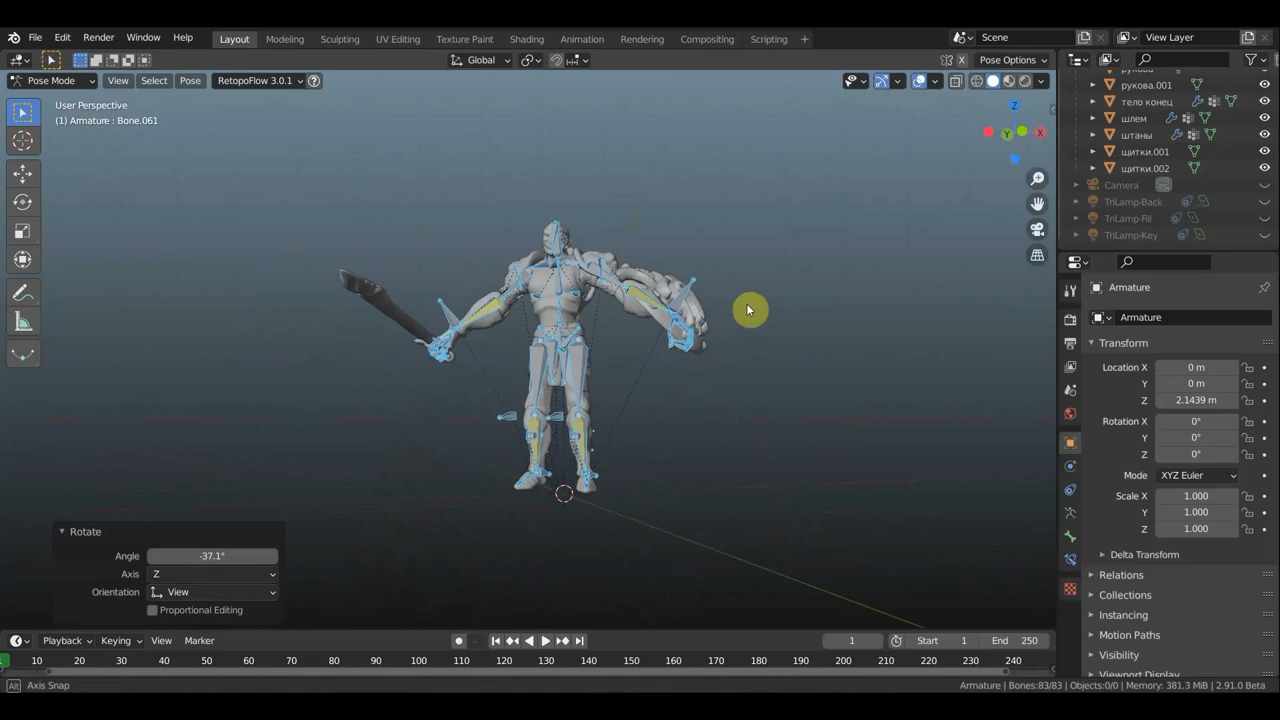 File Edit Render Window Help Layout Modeling Sculpting UV Editing Texture Paint Shading Animation Rendering Compositing Scripting + Scene View Layer
Global Pose Options
Pose Mode View Select Pose RetopoFlow 3.0.1
User Perspective
(1) Armature : Bone.061
Z
Y
X
рукова.001
тело конец
шлем
штаны
щитки.001
щитки.002
Camera
TriLamp-Back
TriLamp-Fill
TriLamp-Key
Armature
Armature
Transform
Location X 0 m
Y 0 m
Z 2.1439 m
Rotation X 0°
Y 0°
Z 0°
Mode XYZ Euler
Scale X 1.000
Y 1.000
Z 1.000
Delta Transform
Relations
Collections
Instancing
Motion Paths
Visibility
Rotate
Angle -37.1°
Axis Z
Orientation View
Proportional Editing
Playback Keying View Marker 1 Start 1 End 250
10 20 30 40 50 60 70 80 90 100 110 120 130 140 150 160 170 180 190 200 210 220 230 240
Alt Axis Snap Armature | Bones:83/83 | Objects:0/0 | Memory: 381.3 MiB | 2.91.0 Beta